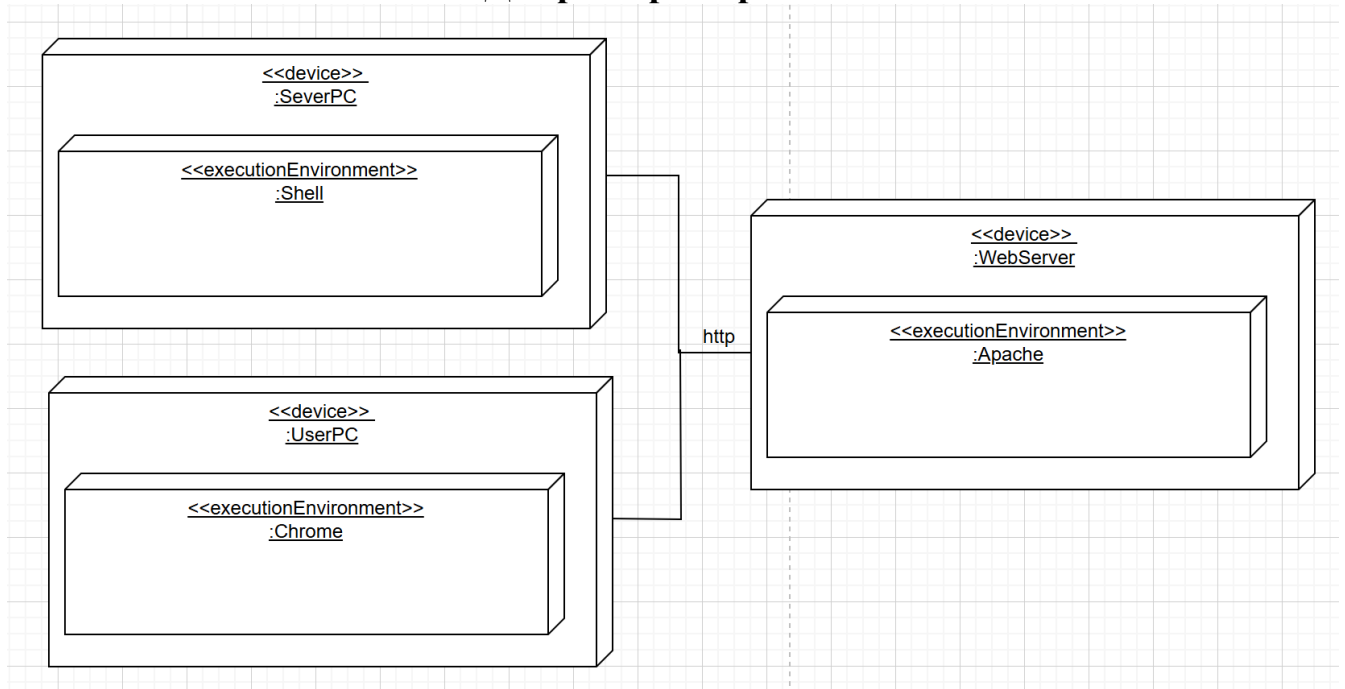 <<device>>
:SeverPC
<<executionEnvironment>>
:Shell
<<device>>
:WebServer
<<executionEnvironment>>
:Apache
http
<<device>>
:UserPC
<<executionEnvironment>>
:Chrome